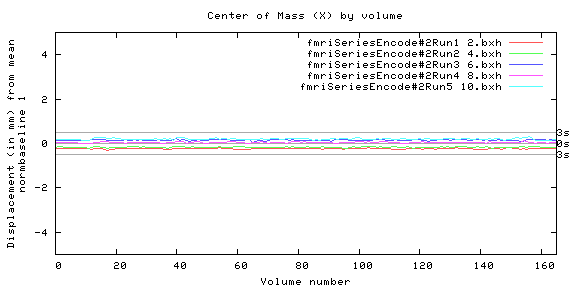 Center of Mass (X) by volume
Displacement (in mm) from mean
normbaseline 1
4
2
0
-2
-4
fmriSeriesEncode#2Run1 2.bxh
fmriSeriesEncode#2Run2 4.bxh
fmriSeriesEncode#2Run3 6.bxh
fmriSeriesEncode#2Run4 8.bxh
fmriSeriesEncode#2Run5 10.bxh
3s
0s
3s
0 20 40 60 80 100 120 140 160
Volume number